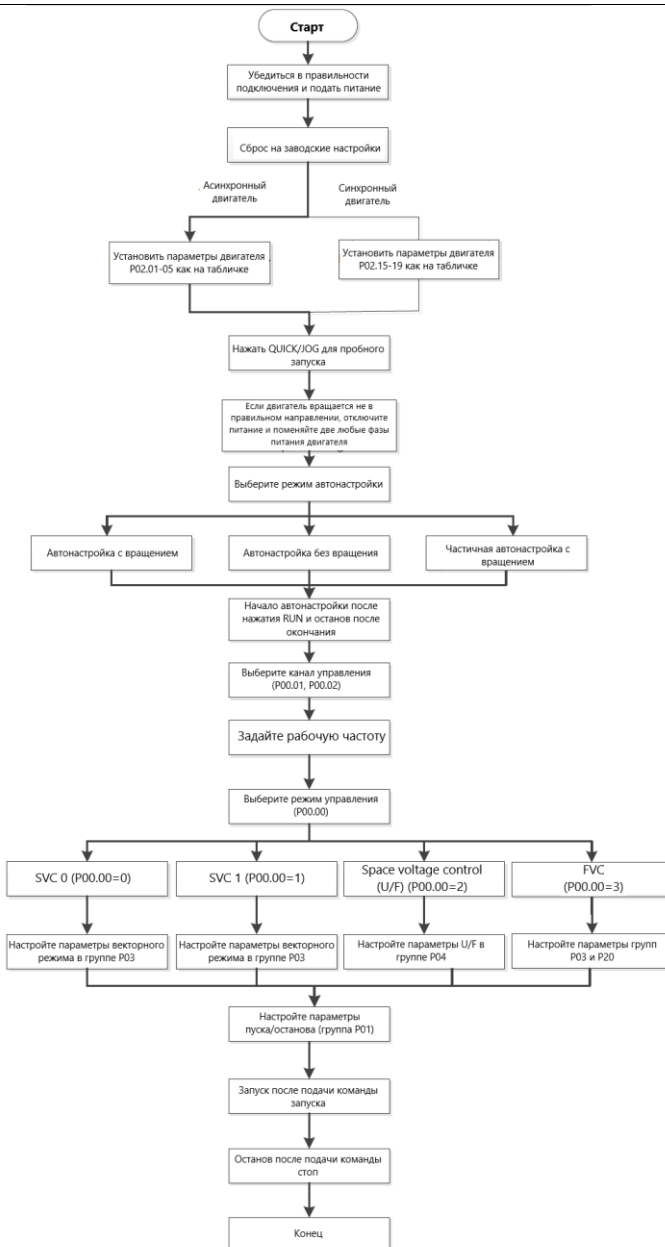 Старт
Убедиться в правильности
подключения и подать питание
Сброс на заводские настройки
Асинхронный
двигатель
Синхронный
двигатель
Установить параметры двигателя
P02.01-05 как на табличке
Установить параметры двигателя
P02.15-19 как на табличке
Нажать QUICK/JOG для пробного
запуска
Если двигатель вращается не в
правильном направлении, отключите
питание и поменяйте две любые фазы
питания двигателя
Выберите режим автонастройки
Автонастройка с вращением
Автонастройка без вращения
Частичная автонастройка с
вращением
Начало автонастройки после
нажатия RUN и останов после
окончания
Выберите канал управления
(P00.01, P00.02)
Задайте рабочую частоту
Выберите режим управления
(P00.00)
SVC 0 (P00.00=0)
SVC 1 (P00.00=1)
Space voltage control
(U/F) (P00.00=2)
FVC
(P00.00=3)
Настройте параметры векторного
режима в группе P03
Настройте параметры векторного
режима в группе P03
Настройте параметры U/F в
группе P04
Настройте параметры групп
P03 и P20
Настройте параметры
пуска/останова (группа P01)
Запуск после подачи команды
запуска
Останов после подачи команды
стоп
Конец